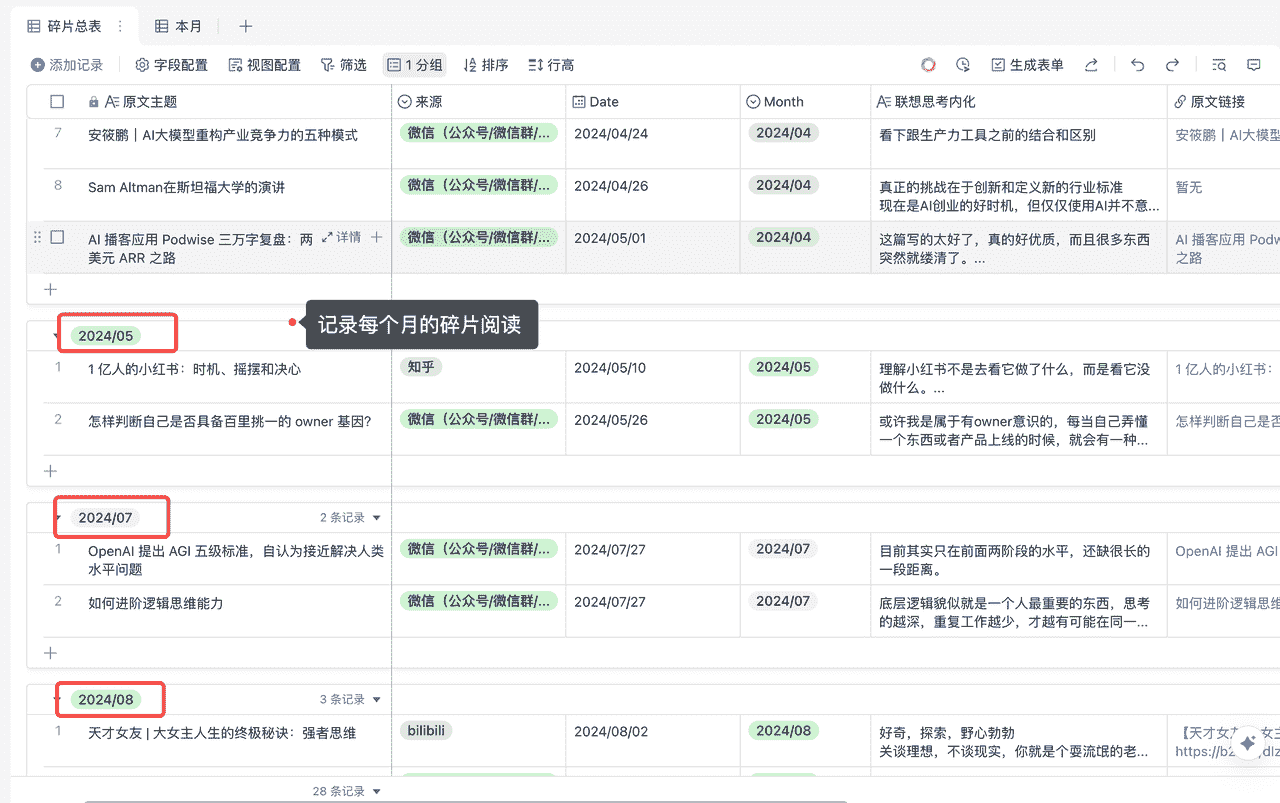 碎片总表
本月
添加记录
字段配置
视图配置
筛选
1 分组
排序
行高
生成表单
原文主题
来源
Date
Month
联想思考内化
原文链接
7
安筱鹏｜AI大模型重构产业竞争力的五种模式
微信（公众号/微信群/...
2024/04/24
2024/04
看下跟生产力工具之前的结合和区别
安筱鹏｜AI大模型
8
Sam Altman在斯坦福大学的演讲
微信（公众号/微信群/...
2024/04/26
2024/04
真正的挑战在于创新和定义新的行业标准
现在是AI创业的好时机，但仅仅使用AI并不意...
暂无
AI 播客应用 Podwise 三万字复盘：两
美元 ARR 之路
详情
微信（公众号/微信群/...
2024/05/01
2024/04
这篇写的太好了，真的好优质，而且很多东西
突然就缕清了。...
AI 播客应用 Podw
之路
记录每个月的碎片阅读
2024/05
1
1 亿人的小红书：时机、摇摆和决心
知乎
2024/05/10
2024/05
理解小红书不是去看它做了什么，而是看它没
做什么。...
1 亿人的小红书：
2
怎样判断自己是否具备百里挑一的 owner 基因?
微信（公众号/微信群/...
2024/05/26
2024/05
或许我是属于有owner意识的，每当自己弄懂
一个东西或者产品上线的时候，就会有一种...
怎样判断自己是否
2024/07
2 条记录
1
OpenAI 提出 AGI 五级标准，自认为接近解决人类
水平问题
微信（公众号/微信群/...
2024/07/27
2024/07
目前其实只在前面两阶段的水平，还缺很长的
一段距离。
OpenAI 提出 AGI
2
如何进阶逻辑思维能力
微信（公众号/微信群/...
2024/07/27
2024/07
底层逻辑貌似就是一个人最重要的东西，思考
的越深，重复工作越少，才越有可能在同一...
如何进阶逻辑思维
2024/08
3 条记录
1
天才女友 | 大女主人生的终极秘诀：强者思维
bilibili
2024/08/02
2024/08
好奇，探索，野心勃勃
关谈理想，不谈现实，你就是个耍流氓的老...
【天才女
https://b2
28 条记录